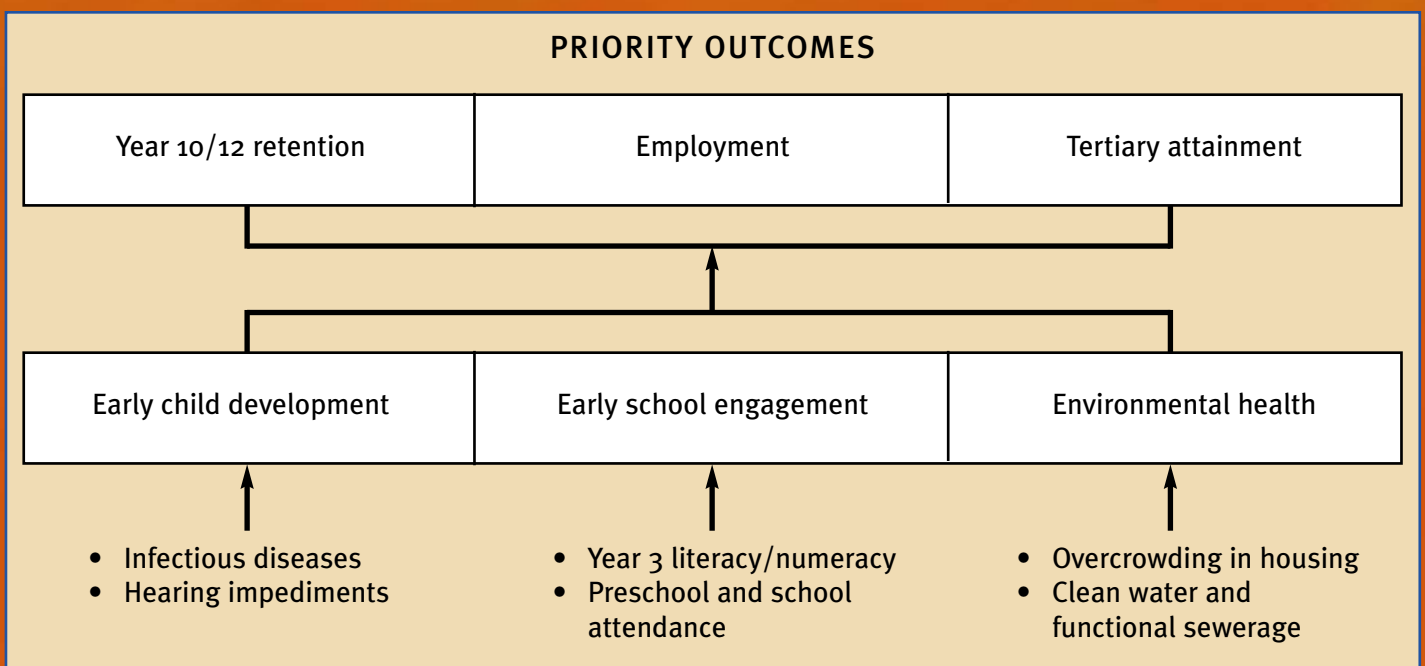 PRIORITY OUTCOMES
Year 10/12 retention
Employment
Tertiary attainment
Early child development
Early school engagement
Environmental health
• Infectious diseases
• Hearing impediments
• Year 3 literacy/numeracy
• Preschool and school
attendance
• Overcrowding in housing
• Clean water and
functional sewerage